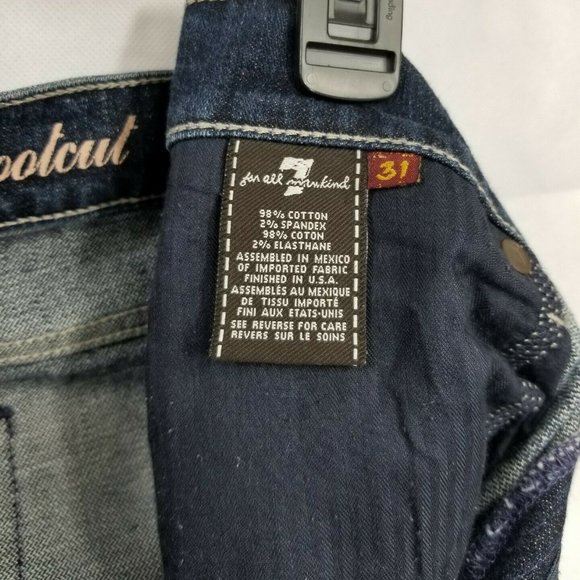 ootcut
7
for all mankind
31
98% COTTON
2% SPANDEX
98% COTON
2% ELASTHANE
ASSEMBLED IN MEXICO
OF IMPORTED FABRIC
FINISHED IN U.S.A.
ASSEMBLÉS AU MEXIQUE
DE TISSU IMPORTÉ
FINI AUX ETATS-UNIS
SEE REVERSE FOR CARE
REVERS SUR LE SOINS